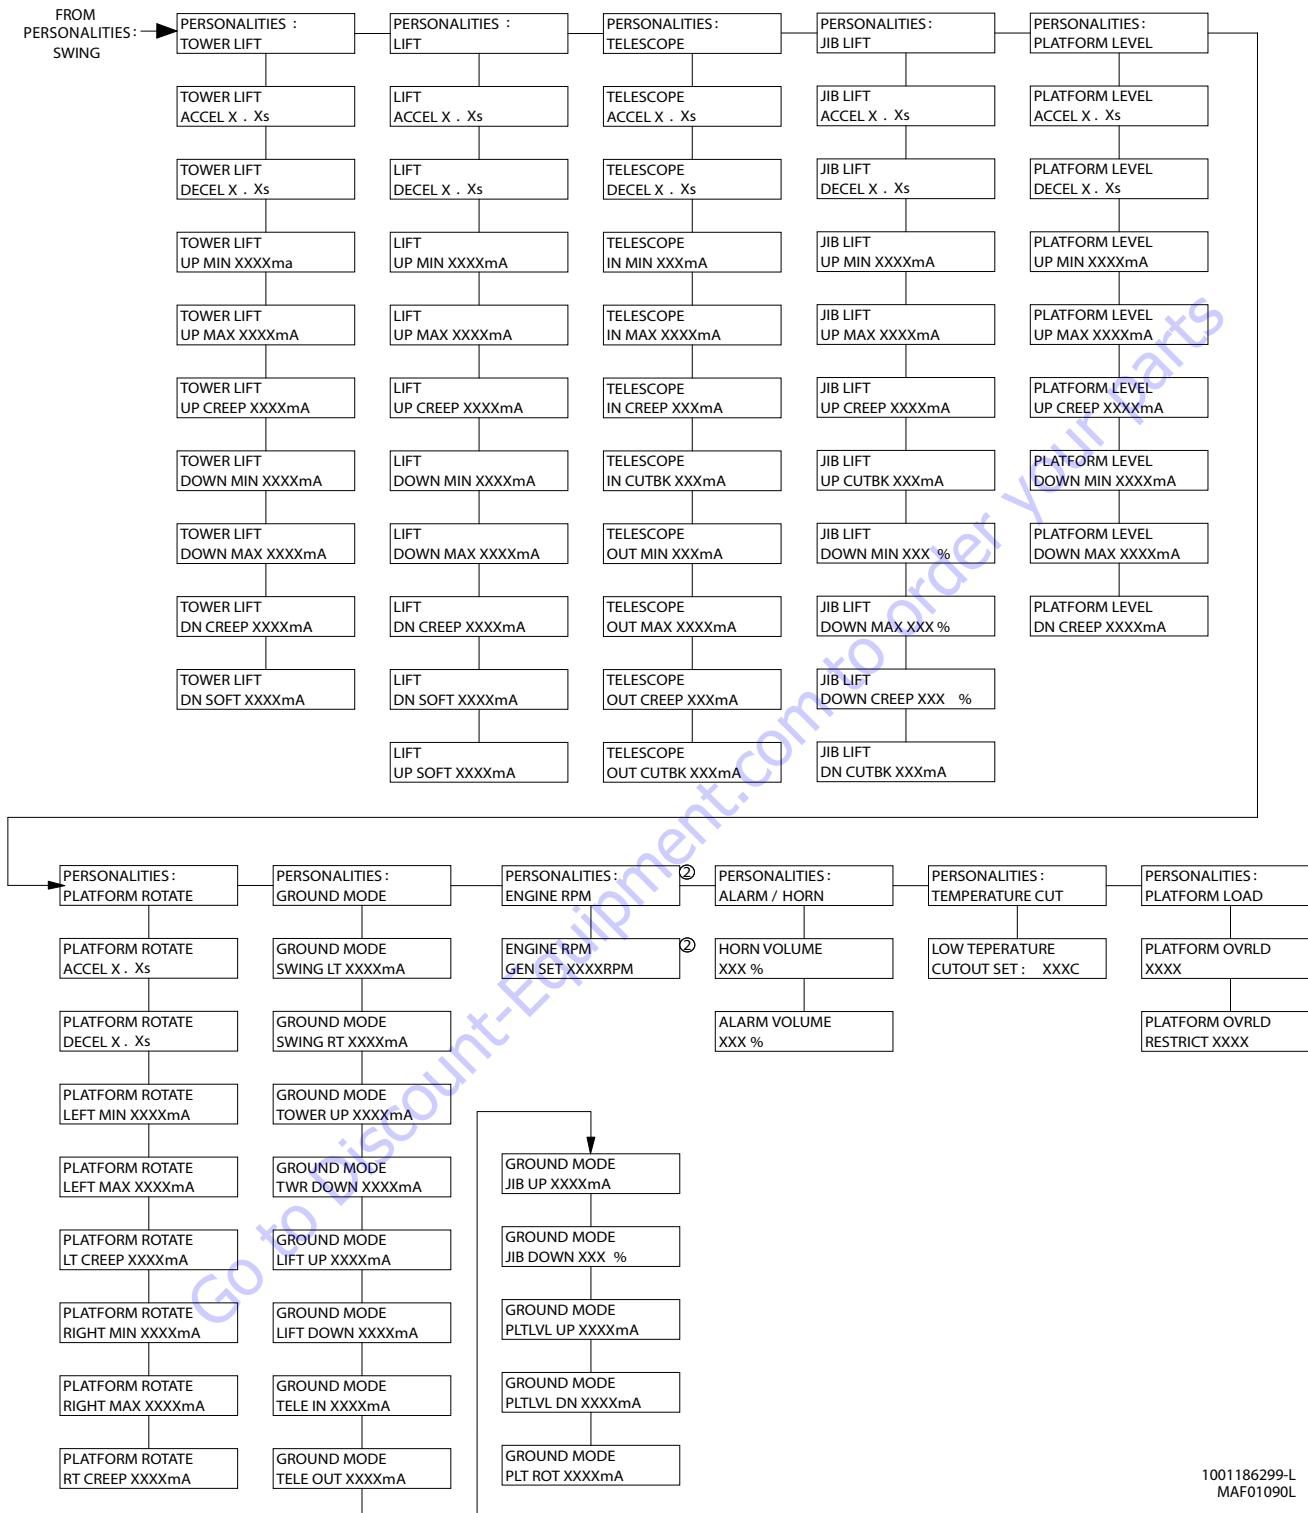 FROM
PERSONALITIES:
SWING
PERSONALITIES :
TOWER LIFT
TOWER LIFT
ACCEL X . Xs
TOWER LIFT
DECEL X . Xs
TOWER LIFT
UP MIN XXXXma
TOWER LIFT
UP MAX XXXXmA
TOWER LIFT
UP CREEP XXXXmA
TOWER LIFT
DOWN MIN XXXXmA
TOWER LIFT
DOWN MAX XXXXmA
TOWER LIFT
DN CREEP XXXXmA
TOWER LIFT
DN SOFT XXXXmA
PERSONALITIES :
LIFT
LIFT
ACCEL X . Xs
LIFT
DECEL X . Xs
LIFT
UP MIN XXXXmA
LIFT
UP MAX XXXXmA
LIFT
UP CREEP XXXXmA
LIFT
DOWN MIN XXXXmA
LIFT
DOWN MAX XXXXmA
LIFT
DN CREEP XXXXmA
LIFT
DN SOFT XXXXmA
LIFT
UP SOFT XXXXmA
PERSONALITIES:
TELESCOPE
TELESCOPE
ACCEL X . Xs
TELESCOPE
DECEL X . Xs
TELESCOPE
IN MIN XXXmA
TELESCOPE
IN MAX XXXXmA
TELESCOPE
IN CREEP XXXmA
TELESCOPE
IN CUTBK XXXmA
TELESCOPE
OUT MIN XXXmA
TELESCOPE
OUT MAX XXXXmA
TELESCOPE
OUT CREEP XXXmA
TELESCOPE
OUT CUTBK XXXmA
PERSONALITIES:
JIB LIFT
JIB LIFT
ACCEL X . Xs
JIB LIFT
DECEL X . Xs
JIB LIFT
UP MIN XXXXmA
JIB LIFT
UP MAX XXXXmA
JIB LIFT
UP CREEP XXXXmA
JIB LIFT
UP CUTBK XXXmA
JIB LIFT
DOWN MIN XXX %
JIB LIFT
DOWN MAX XXX %
JIB LIFT
DOWN CREEP XXX %
JIB LIFT
DN CUTBK XXXmA
PERSONALITIES:
PLATFORM LEVEL
PLATFORM LEVEL
ACCEL X . Xs
PLATFORM LEVEL
DECEL X . Xs
PLATFORM LEVEL
UP MIN XXXXmA
PLATFORM LEVEL
UP MAX XXXXmA
PLATFORM LEVEL
UP CREEP XXXXmA
PLATFORM LEVEL
DOWN MIN XXXXmA
PLATFORM LEVEL
DOWN MAX XXXXmA
PLATFORM LEVEL
DN CREEP XXXXmA
PERSONALITIES:
PLATFORM ROTATE
PLATFORM ROTATE
ACCEL X . Xs
PLATFORM ROTATE
DECEL X . Xs
PLATFORM ROTATE
LEFT MIN XXXXmA
PLATFORM ROTATE
LEFT MAX XXXXmA
PLATFORM ROTATE
LT CREEP XXXXmA
PLATFORM ROTATE
RIGHT MIN XXXXmA
PLATFORM ROTATE
RIGHT MAX XXXXmA
PLATFORM ROTATE
RT CREEP XXXXmA
PERSONALITIES:
GROUND MODE
GROUND MODE
SWING LT XXXXmA
GROUND MODE
SWING RT XXXXmA
GROUND MODE
TOWER UP XXXXmA
GROUND MODE
TWR DOWN XXXXmA
GROUND MODE
LIFT UP XXXXmA
GROUND MODE
LIFT DOWN XXXXmA
GROUND MODE
TELE IN XXXXmA
GROUND MODE
TELE OUT XXXXmA
PERSONALITIES:
ENGINE RPM
②
ENGINE RPM
GEN SET XXXXRPM
②
GROUND MODE
JIB UP XXXXmA
GROUND MODE
JIB DOWN XXX %
GROUND MODE
PLTLVL UP XXXXmA
GROUND MODE
PLTLVL DN XXXXmA
GROUND MODE
PLT ROT XXXXmA
PERSONALITIES:
ALARM / HORN
HORN VOLUME
XXX %
ALARM VOLUME
XXX %
PERSONALITIES:
TEMPERATURE CUT
LOW TEPERATURE
CUTOUT SET : XXXC
PERSONALITIES:
PLATFORM LOAD
PLATFORM OVRLD
XXXX
PLATFORM OVRLD
RESTRICT XXXX
1001186299-L
MAF01090L
Go to Discount-Equipment.com to order your parts